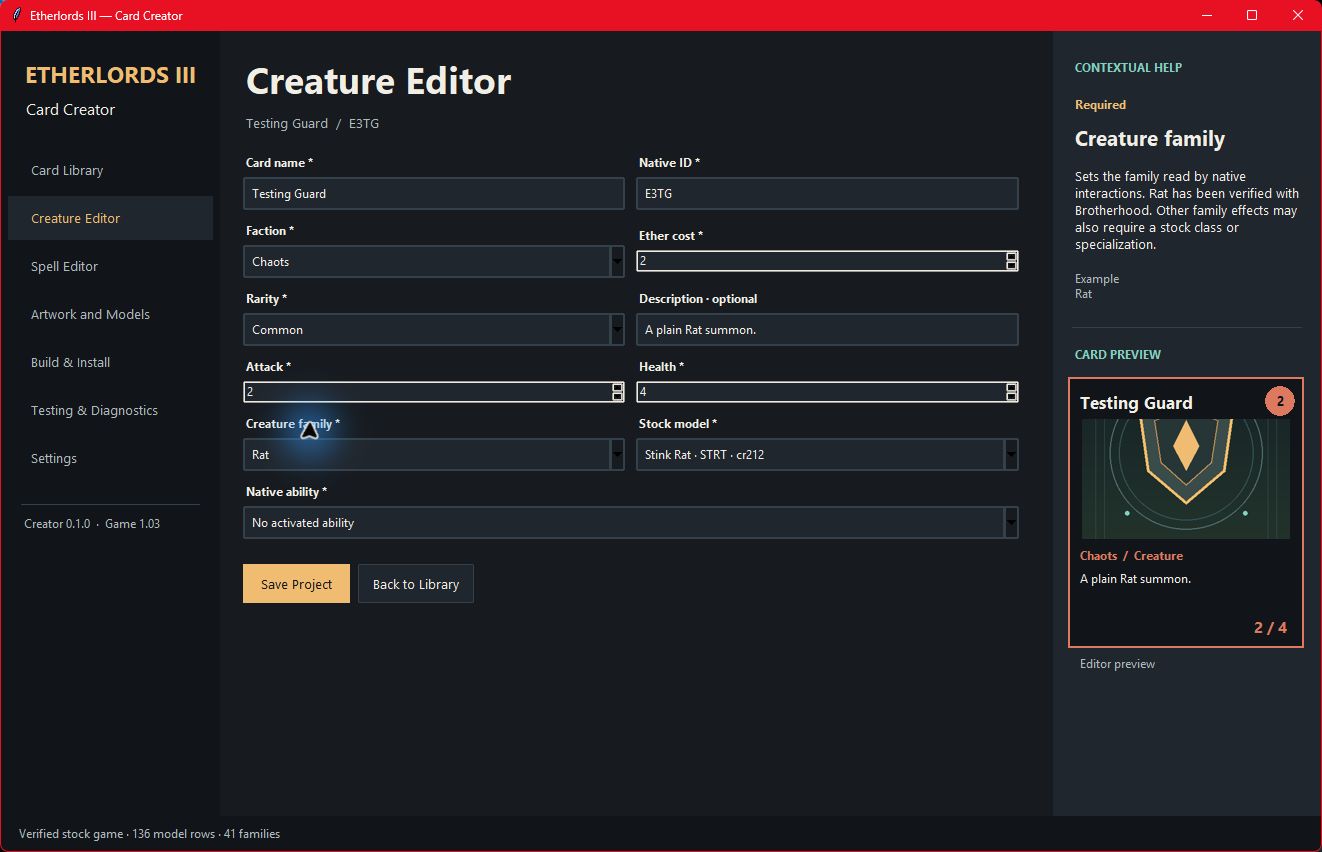 Etherlords III — Card Creator
ETHERLORDS III
Card Creator
Card Library
Creature Editor
Spell Editor
Artwork and Models
Build & Install
Testing & Diagnostics
Settings
Creator 0.1.0 · Game 1.03
Creature Editor
Testing Guard / E3TG
Card name *
Native ID *
Testing Guard
E3TG
Faction *
Ether cost *
Chaots
2
Rarity *
Description · optional
Common
A plain Rat summon.
Attack *
Health *
2
4
Creature family *
Stock model *
Rat
Stink Rat · STRT · cr212
Native ability *
No activated ability
Save Project
Back to Library
CONTEXTUAL HELP
Required
Creature family
Sets the family read by native
interactions. Rat has been verified with
Brotherhood. Other family effects may
also require a stock class or
specialization.
Example
Rat
CARD PREVIEW
Testing Guard
2
Chaots / Creature
A plain Rat summon.
2 / 4
Editor preview
Verified stock game · 136 model rows · 41 families